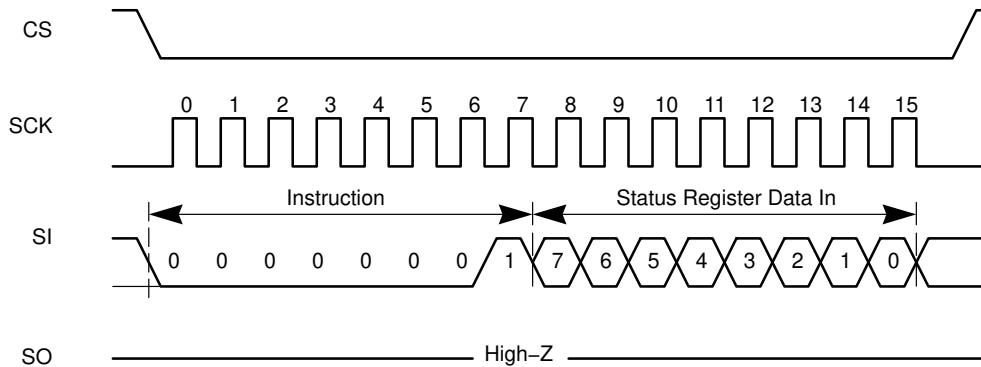 CS
0 1 2 3 4 5 6 7 8 9 10 11 12 13 14 15
SCK
Instruction Status Register Data In
SI
0 0 0 0 0 0 0 1 7 6 5 4 3 2 1 0
SO High−Z